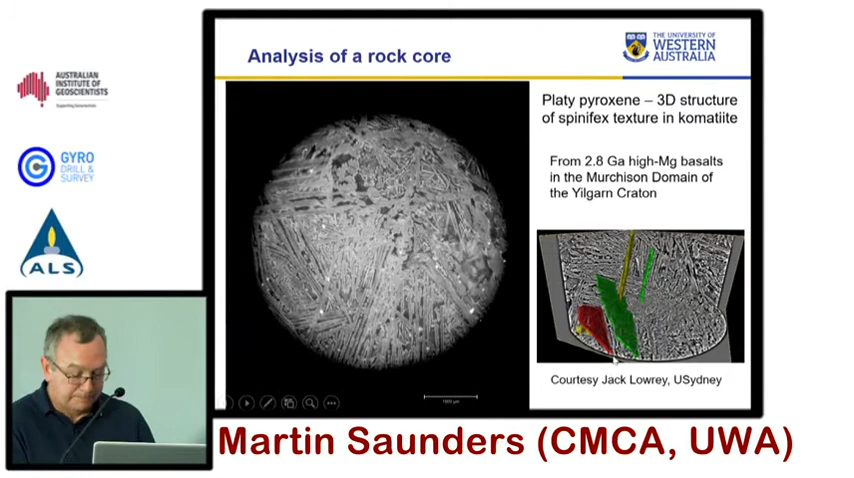 Analysis of a rock core
THE UNIVERSITY OF
WESTERN
AUSTRALIA
AUSTRALIAN
INSTITUTE OF
GEOSCIENTISTS
Supporting Geoscientists
GYRO
DRILL &
SURVEY
ALS
Platy pyroxene – 3D structure
of spinifex texture in komatiite
From 2.8 Ga high-Mg basalts
in the Murchison Domain of
the Yilgarn Craton
Courtesy Jack Lowrey, USydney
Martin Saunders (CMCA, UWA)